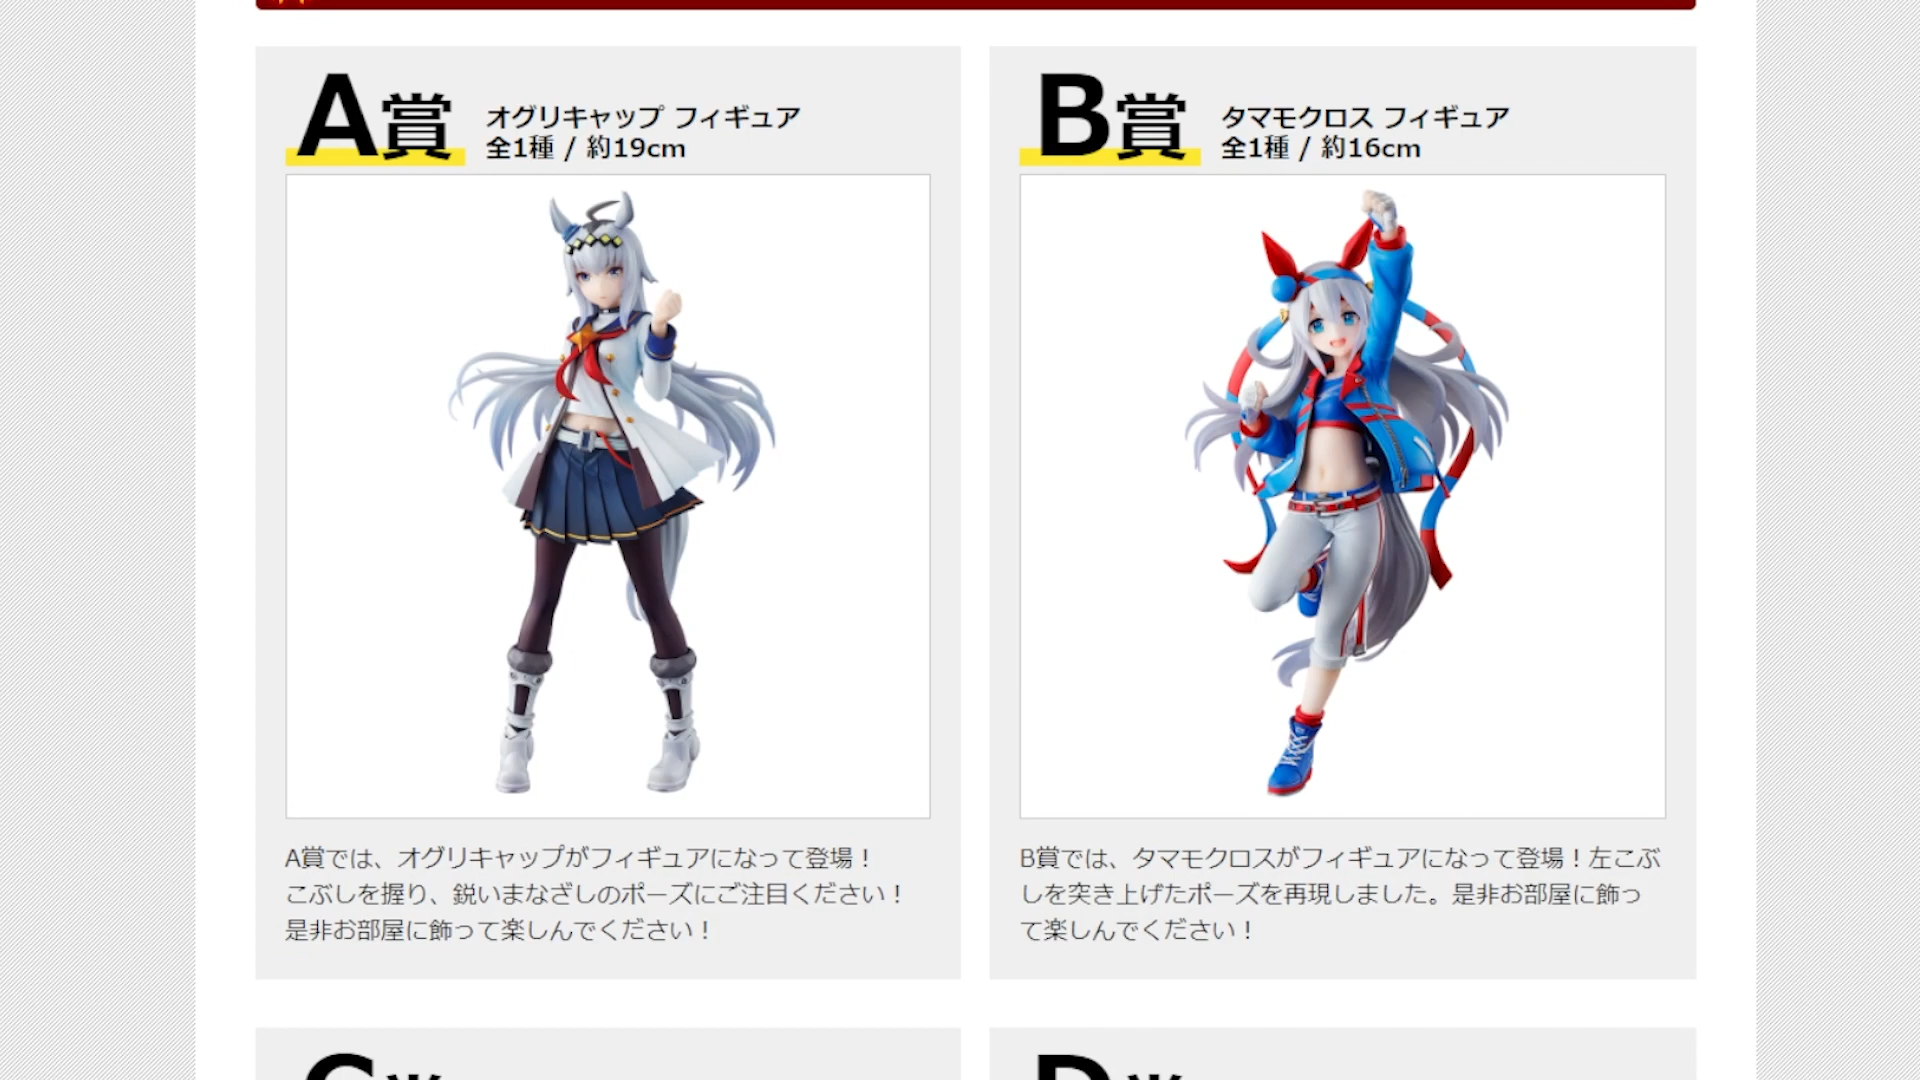 A賞
オグリキャップ フィギュア
全1種 / 約19cm
A賞では、オグリキャップがフィギュアになって登場！
こぶしを握り、鋭いまなざしのポーズにご注目ください！
是非お部屋に飾って楽しんでください！
B賞
タマモクロス フィギュア
全1種 / 約16cm
B賞では、タマモクロスがフィギュアになって登場！左こぶ
しを突き上げたポーズを再現しました。是非お部屋に飾っ
て楽しんでください！